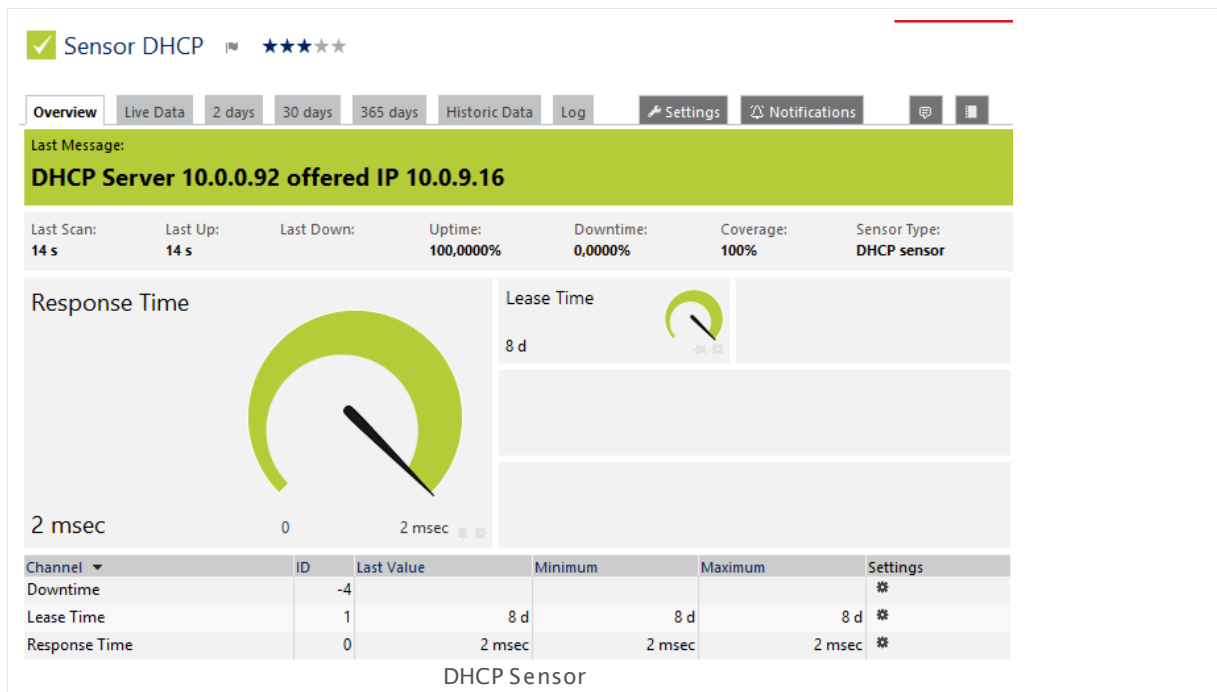 Sensor DHCP
Overview Live Data 2 days 30 days 365 days Historic Data Log Settings Notifications
Last Message:
DHCP Server 10.0.0.92 offered IP 10.0.9.16
Last Scan: Last Up: Last Down: Uptime: Downtime: Coverage: Sensor Type:
14 s 14 s 100,0000% 0,0000% 100% DHCP sensor
Response Time
Lease Time
8 d
2 msec 0 2 msec
Channel ID Last Value Minimum Maximum Settings
Downtime -4
Lease Time 1 8 d 8 d 8 d
Response Time 0 2 msec 2 msec 2 msec
DHCP Sensor